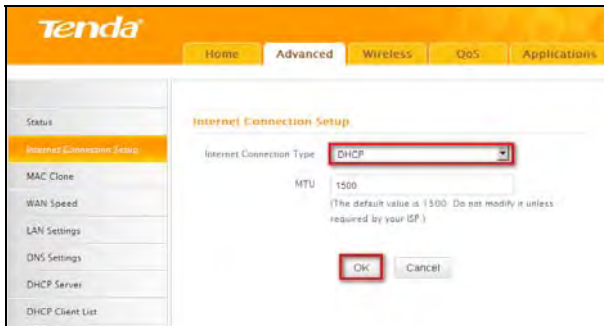 Tenda
Home Advanced Wireless QoS Applications
Status
Internet Connection Setup
MAC Clone
WAN Speed
LAN Settings
DNS Settings
DHCP Server
DHCP Client List
Internet Connection Setup
Internet Connection Type DHCP
MTU 1500
(The default value is 1500. Do not modify it unless
required by your ISP.)
OK Cancel